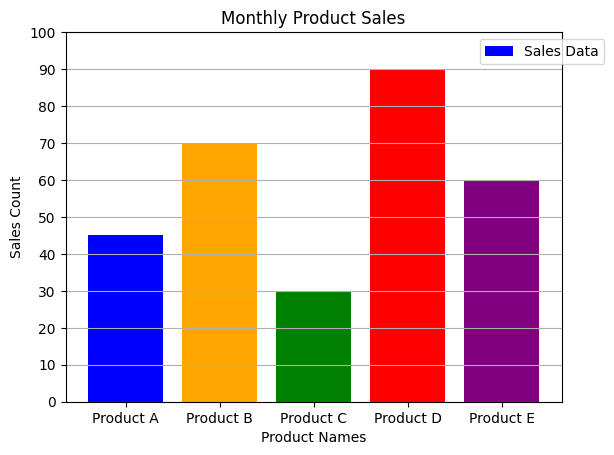 Monthly Product Sales
Sales Data
100
90
80
70
60
50
40
30
20
10
0
Sales Count
Product A Product B Product C Product D Product E
Product Names